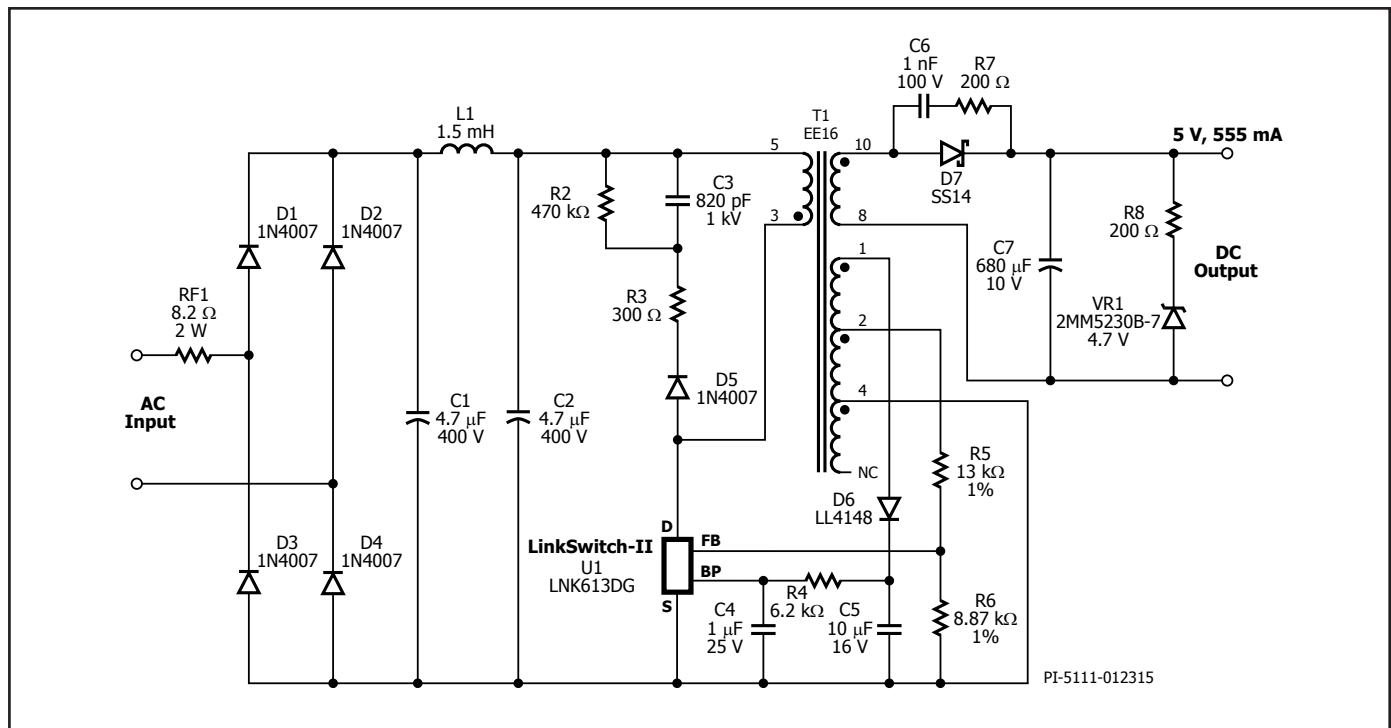 C6
1 nF
100 V
R7
200 Ω
L1
1.5 mH
T1
EE16
5 V, 555 mA
5
10
D7
SS14
R2
470 kΩ
C3
820 pF
1 kV
3
8
R8
200 Ω
D1
1N4007
D2
1N4007
1
C7
680 µF
10 V
DC
Output
RF1
8.2 Ω
2 W
R3
300 Ω
2
VR1
2MM5230B-7
4.7 V
AC
Input
C1
4.7 µF
400 V
C2
4.7 µF
400 V
D5
1N4007
4
NC
R5
13 kΩ
1%
D6
LL4148
D3
1N4007
D4
1N4007
D
LinkSwitch-II
U1
LNK613DG
FB
BP
S
R4
6.2 kΩ
C4
1 µF
25 V
C5
10 µF
16 V
R6
8.87 kΩ
1%
PI-5111-012315